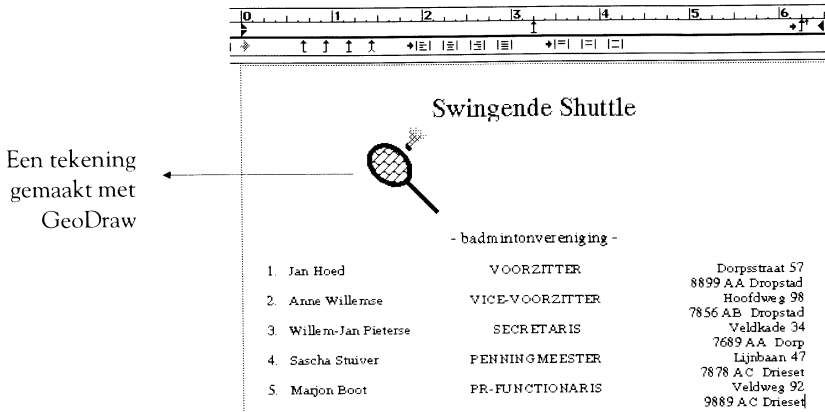 0 1 2 3 4 5 6
Swingende Shuttle
Een tekening
gemaakt met
GeoDraw
- badmintonvereniging -
1. Jan Hoed VOORZITTER Dorpsstraat 57
8899 AA Dropstad
2. Anne Willemse VICE-VOORZITTER Hoofdweg 98
7856 AB Dropstad
3. Willem-Jan Pieterse SECRETARIS Veldkade 34
7689 AA Dorp
4. Sascha Stuiver PENNINGMEESTER Lijnbaan 47
7878 AC Drieset
5. Marjon Boot PR-FUNCTIONARIS Veldweg 92
9889 AC Drieset